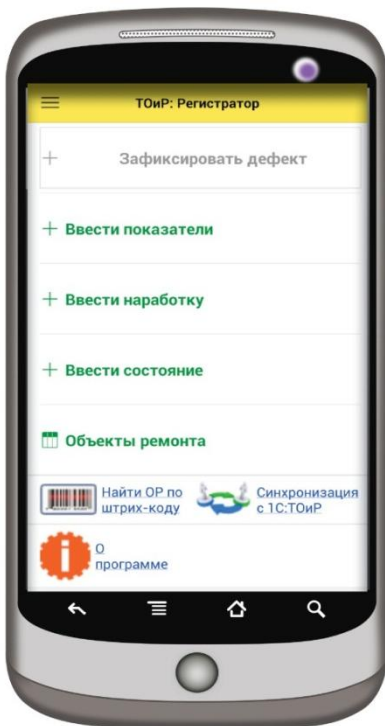 ТОиР: Регистратор
Зафиксировать дефект
Ввести показатели
Ввести наработку
Ввести состояние
Объекты ремонта
Найти ОР по
штрих-коду
Синхронизация
с 1С:ТОиР
О
программе